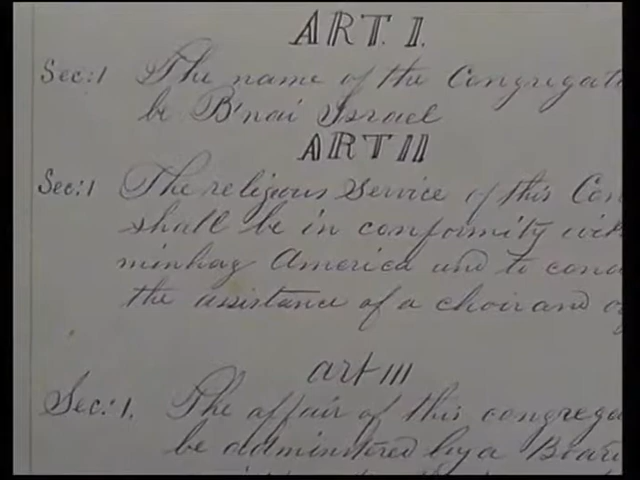 ART. I.
Sec: 1 The name of the Congregat
be B'nai Israel
ART II
Sec: 1 The religious Service of this Con
shall be in conformity with
minhag America and to cond
the assistance of a choir and o
art III
Sec: 1. The affair of this congrega
be administered by a Board